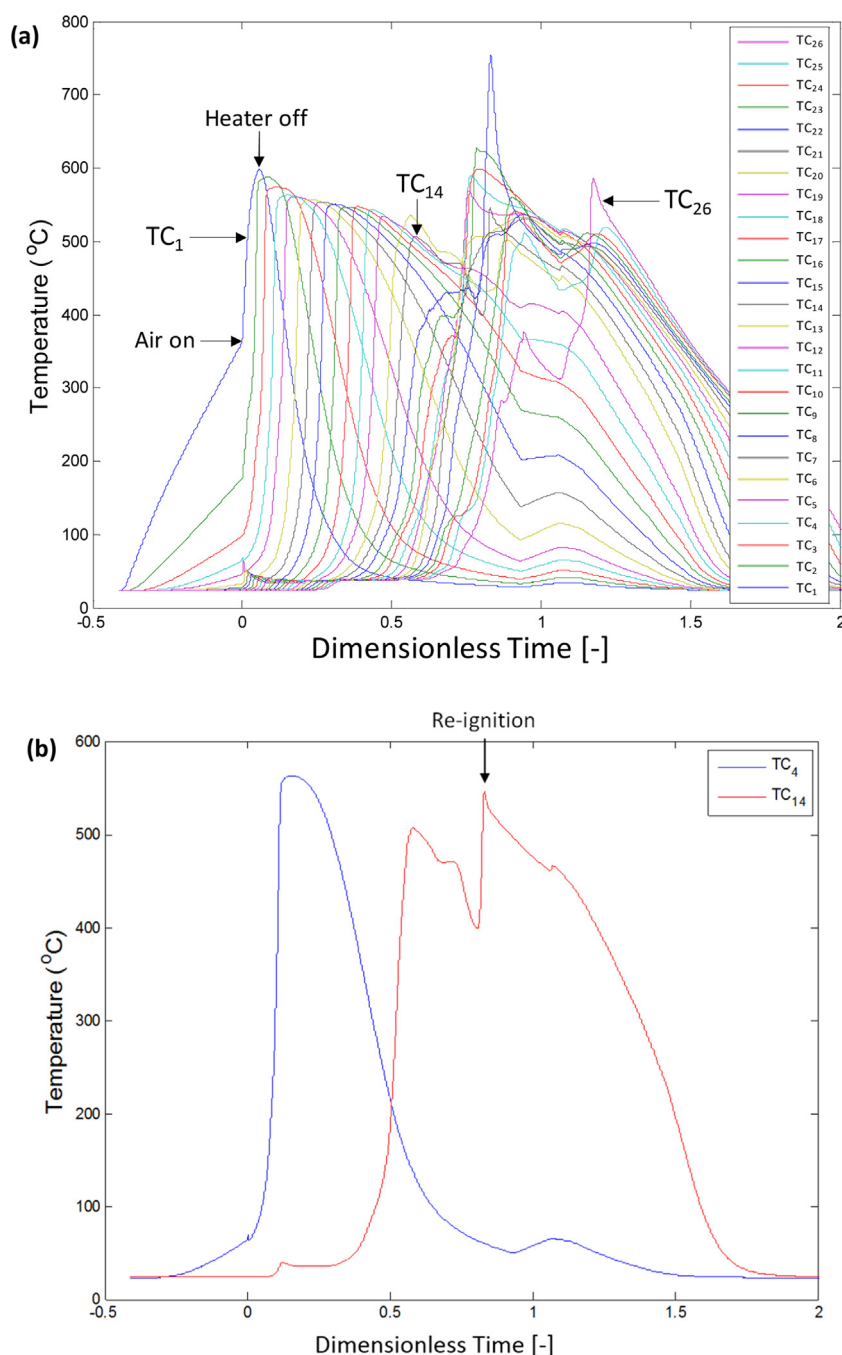 (a)
800
700
600
500
400
300
200
100
0
Temperature (°C)
Heater off
TC1
Air on
TC14
TC26
TC26
TC25
TC24
TC23
TC22
TC21
TC20
TC19
TC18
TC17
TC16
TC15
TC14
TC13
TC12
TC11
TC10
TC9
TC8
TC7
TC6
TC5
TC4
TC3
TC2
TC1
-0.5 0 0.5 1 1.5 2
Dimensionless Time [-]
Re-ignition
(b)
600
500
400
300
200
100
0
Temperature (°C)
TC4
TC14
-0.5 0 0.5 1 1.5 2
Dimensionless Time [-]